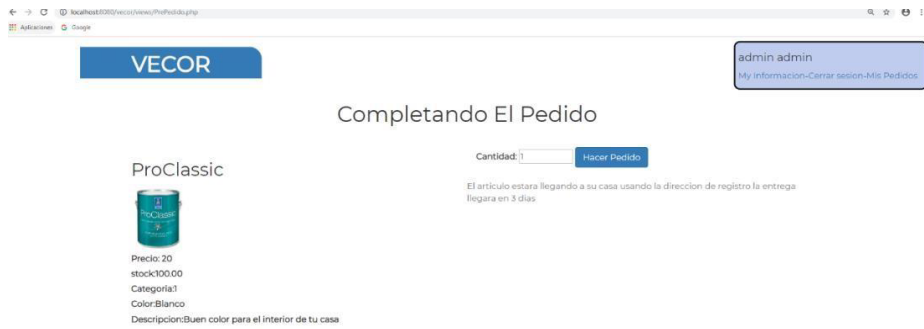 localhost:8080/vecor/views/PrePedido.php
Aplicaciones
Google
VECOR
admin admin
My Informacion-Cerrar sesion-Mis Pedidos
Completando El Pedido
ProClassic
Cantidad: 1
Hacer Pedido
El articulo estara llegando a su casa usando la direccion de registro la entrega
llegara en 3 dias
ProClassic
Precio: 20
stock:100.00
Categoria:1
Color:Blanco
Descripcion:Buen color para el interior de tu casa